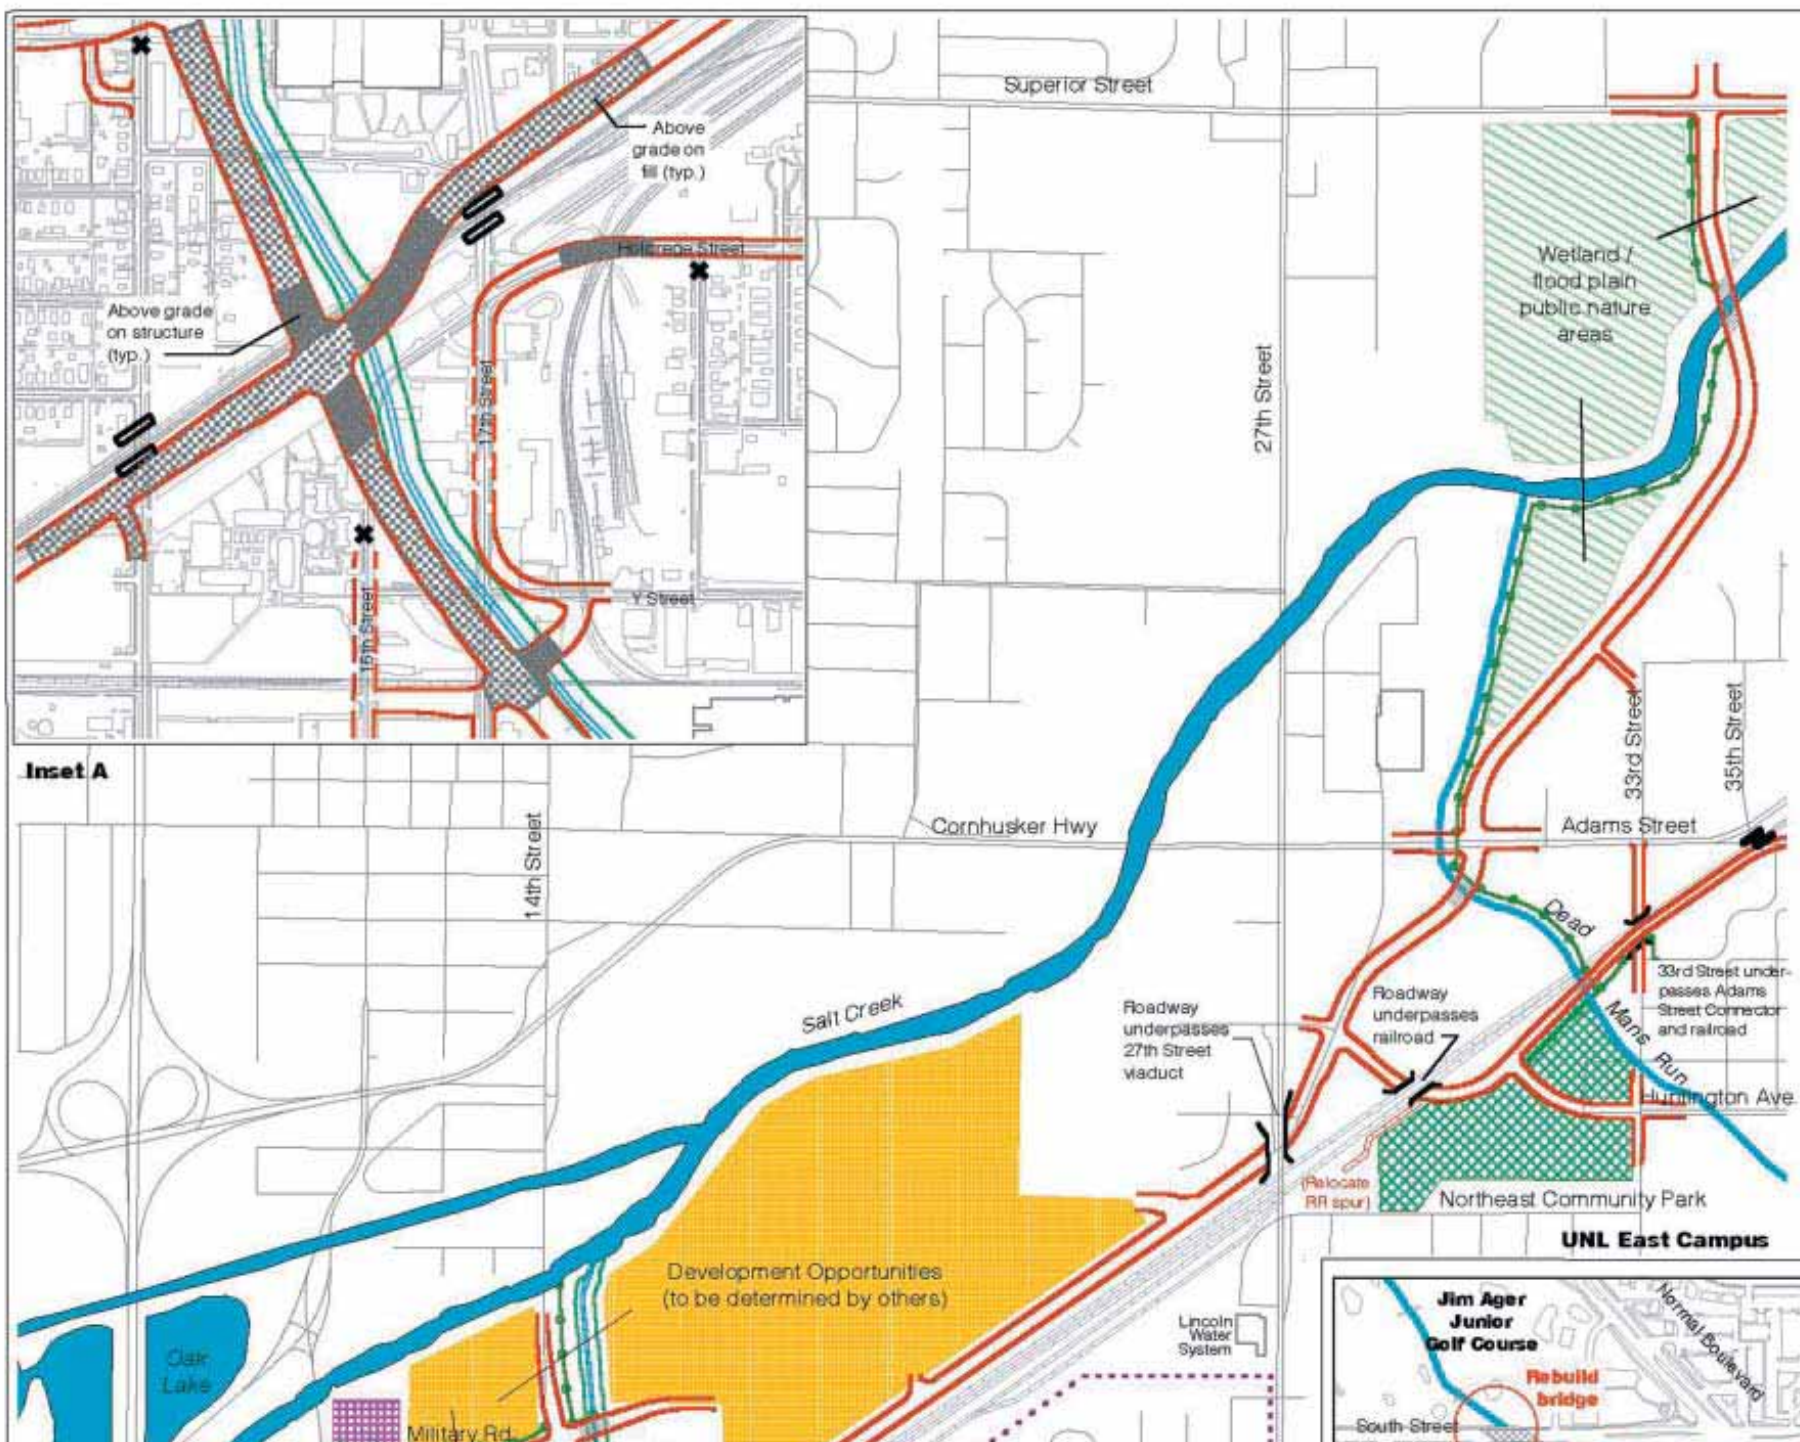 Above
grade on
fill (typ.)
Holdrege Street
Above grade
on structure
(typ.)
17th Street
16th Street
Y Street
Inset A
Superior Street
27th Street
Wetland /
flood plain
public nature
areas
33rd Street
35th Street
Cornhusker Hwy
Adams Street
14th Street
Dead
Mans Run
Salt Creek
Roadway
underpasses
27th Street
viaduct
Roadway
underpasses
railroad
33rd Street under-
passes Adams
Street Connector
and railroad
Huntington Ave.
(Relocate
RR spur)
Northeast Community Park
UNL East Campus
Development Opportunities
(to be determined by others)
Lincoln
Water
System
Oak
Lake
Military Rd.
Jim Ager
Junior
Golf Course
Normal Boulevard
Rebuild
bridge
South Street